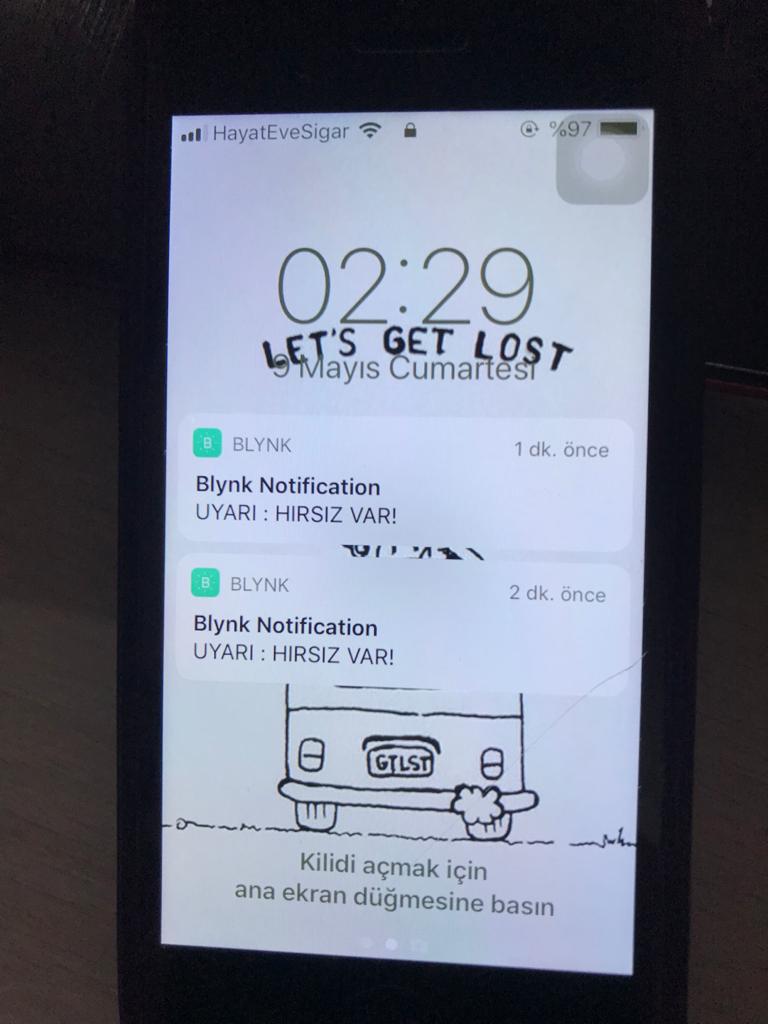 HayatEveSigar
%97
02:29
LET'S GET LOST
9 Mayıs Cumartesi
B BLYNK 1 dk. önce
Blynk Notification
UYARI : HIRSIZ VAR!
B BLYNK 2 dk. önce
Blynk Notification
UYARI : HIRSIZ VAR!
GTLST
Kilidi açmak için
ana ekran düğmesine basın